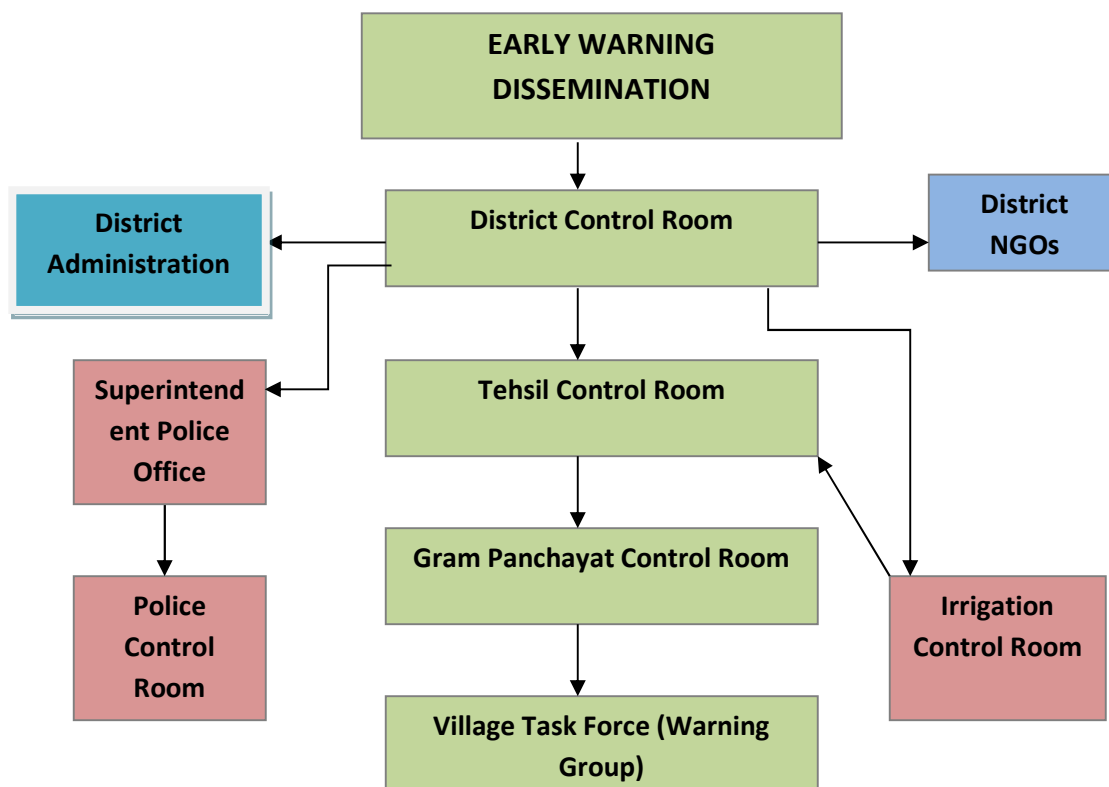 EARLY WARNING
DISSEMINATION
District
Administration
District Control Room
District
NGOs
Superintend
ent Police
Office
Tehsil Control Room
Gram Panchayat Control Room
Police
Control
Room
Irrigation
Control Room
Village Task Force (Warning
Group)